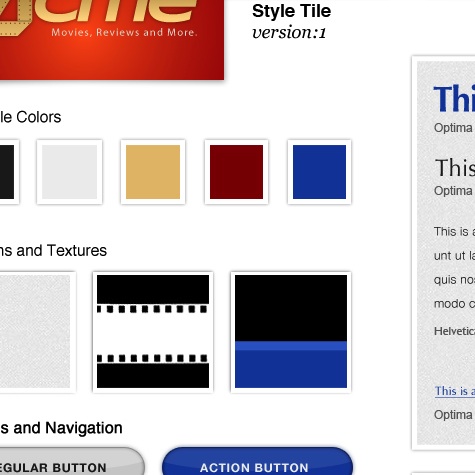 cme
Movies, Reviews and More.
Style Tile
version:1
le Colors
ns and Textures
s and Navigation
EGULAR BUTTON
ACTION BUTTON
Thi
Optima
This
Optima
This is a
unt ut la
quis nos
modo c
Helvetic
This is a
Optima